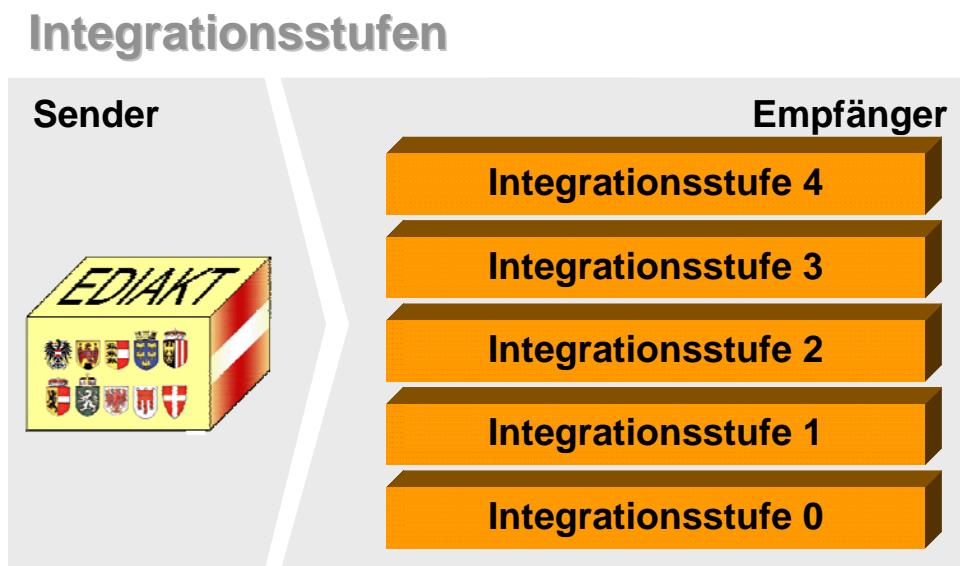 Integrationsstufen
Sender
Empfänger
EDIAKT
Integrationsstufe 4
Integrationsstufe 3
Integrationsstufe 2
Integrationsstufe 1
Integrationsstufe 0